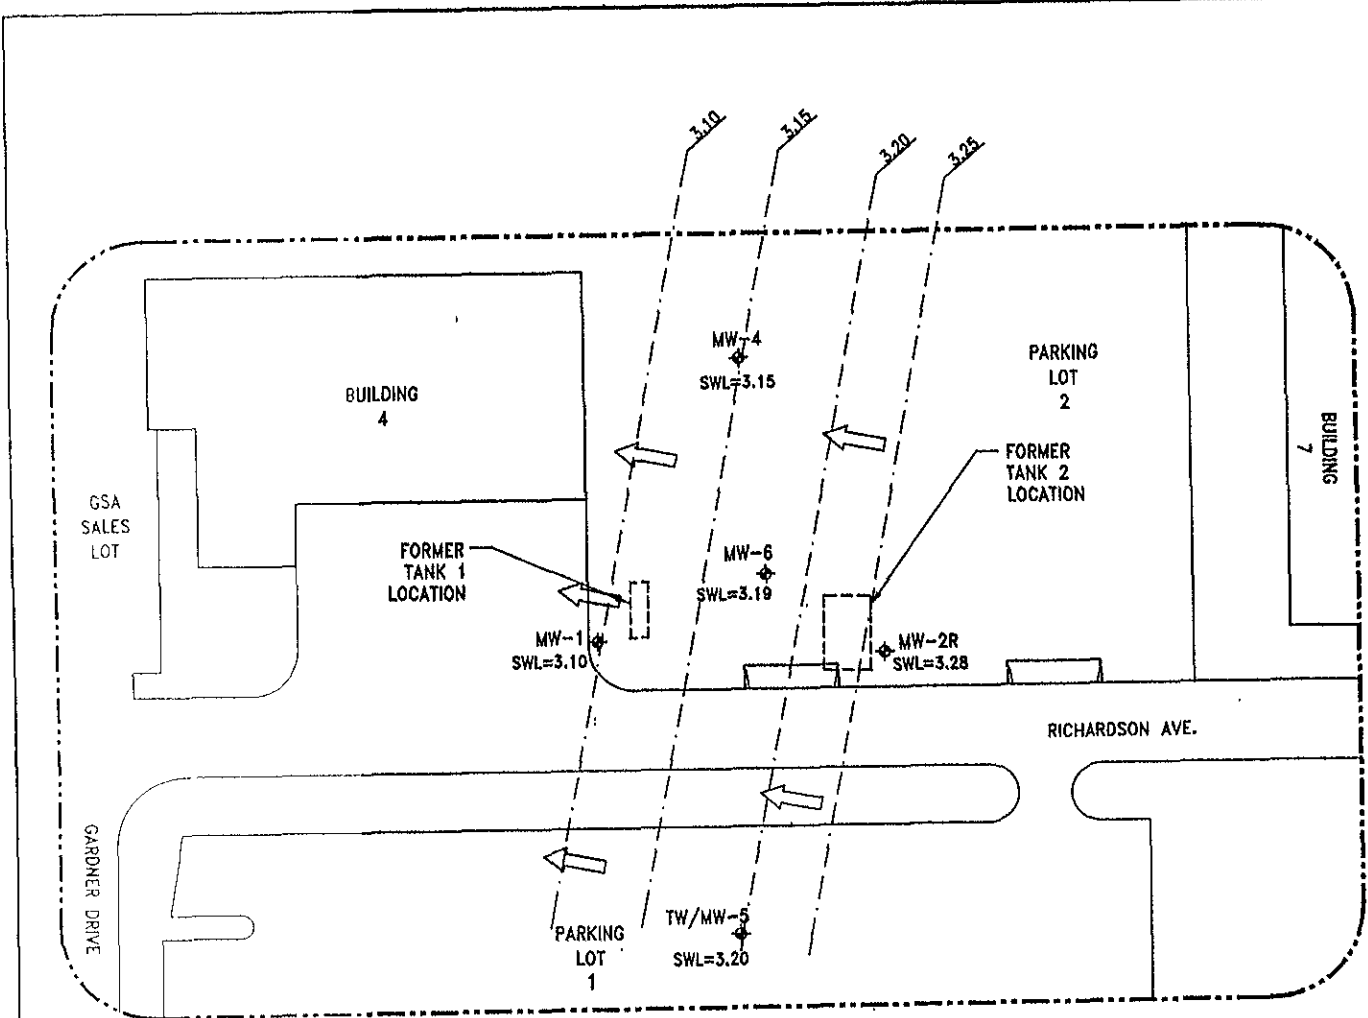 3.10
3.15
3.20
3.25
MW-4
SWL=3.15
PARKING
LOT
2
BUILDING
4
BUILDING
7
FORMER
TANK 2
LOCATION
GSA
SALES
LOT
FORMER
TANK 1
LOCATION
MW-6
SWL=3.19
MW-1
SWL=3.10
MW-2R
SWL=3.28
RICHARDSON AVE.
GARDNER DRIVE
TW/MW-5
SWL=3.20
PARKING
LOT
1